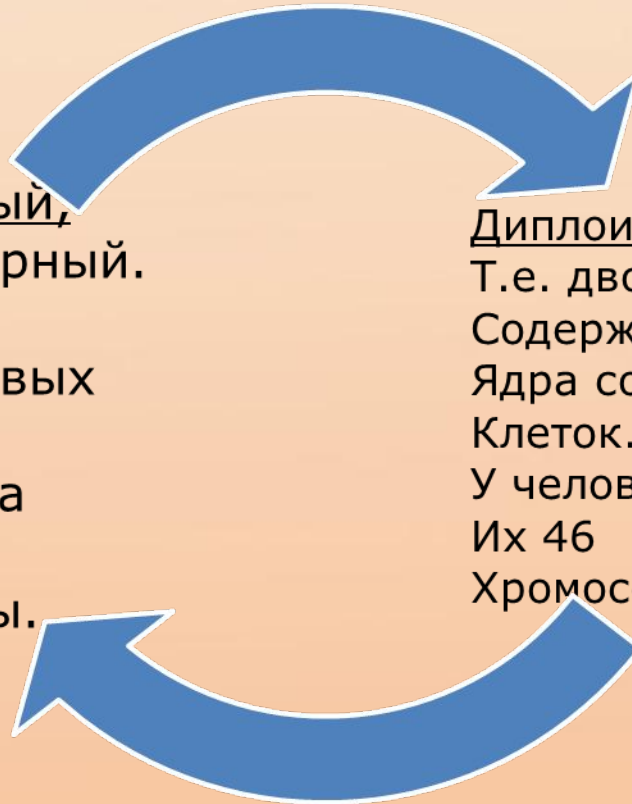 ый,
рный.
вых
а
ы.
Диплои
Т.е. дво
Содерж
Ядра со
Клеток.
У челов
Их 46
Хромос